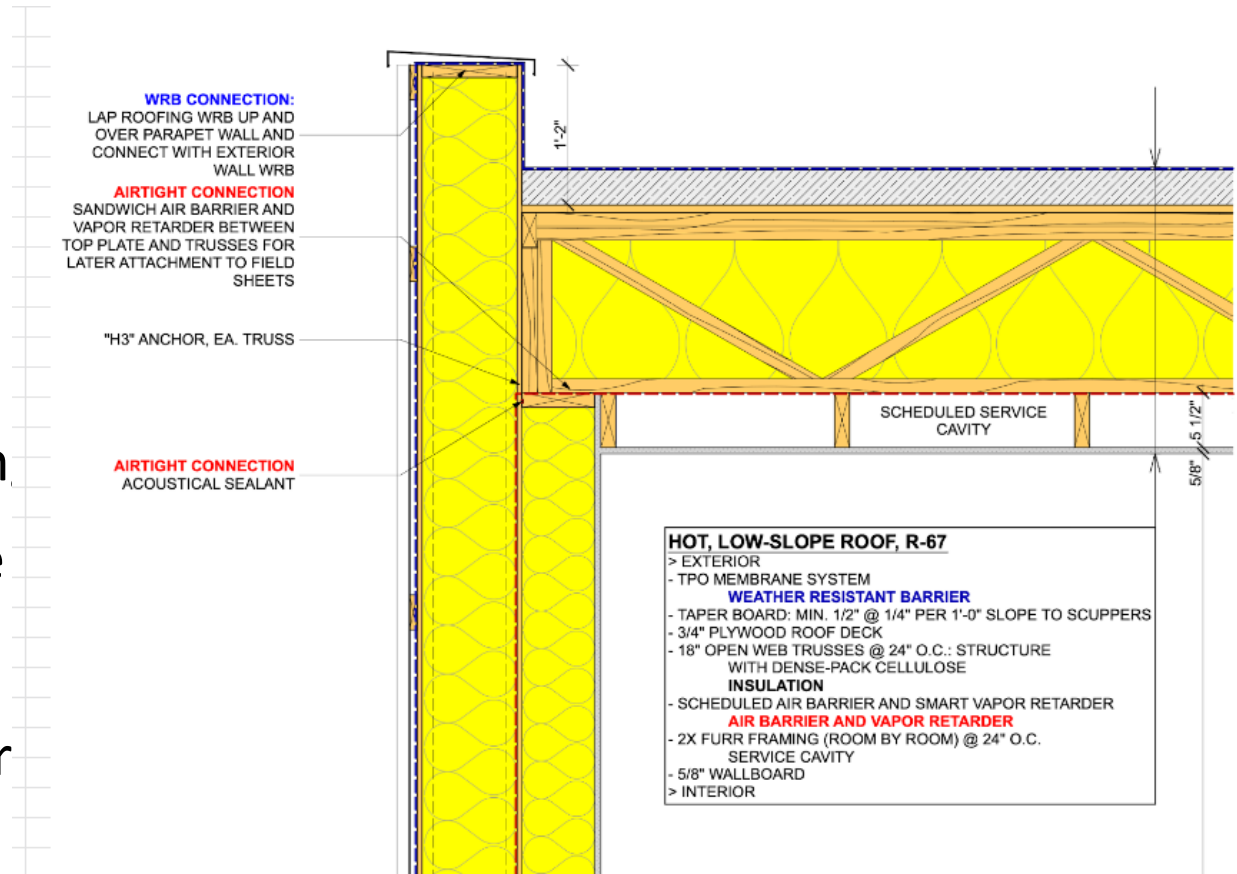 WRB CONNECTION:
LAP ROOFING WRB UP AND
OVER PARAPET WALL AND
CONNECT WITH EXTERIOR
WALL WRB
AIRTIGHT CONNECTION
SANDWICH AIR BARRIER AND
VAPOR RETARDER BETWEEN
TOP PLATE AND TRUSSES FOR
LATER ATTACHMENT TO FIELD
SHEETS
"H3" ANCHOR, EA. TRUSS
AIRTIGHT CONNECTION
ACOUSTICAL SEALANT
1'-2"
SCHEDULED SERVICE
CAVITY
5 1/2"
5/8"
HOT, LOW-SLOPE ROOF, R-67
> EXTERIOR
- TPO MEMBRANE SYSTEM
WEATHER RESISTANT BARRIER
- TAPER BOARD: MIN. 1/2" @ 1/4" PER 1'-0" SLOPE TO SCUPPERS
- 3/4" PLYWOOD ROOF DECK
- 18" OPEN WEB TRUSSES @ 24" O.C.: STRUCTURE
WITH DENSE-PACK CELLULOSE
INSULATION
- SCHEDULED AIR BARRIER AND SMART VAPOR RETARDER
AIR BARRIER AND VAPOR RETARDER
- 2X FURR FRAMING (ROOM BY ROOM) @ 24" O.C.
SERVICE CAVITY
- 5/8" WALLBOARD
> INTERIOR